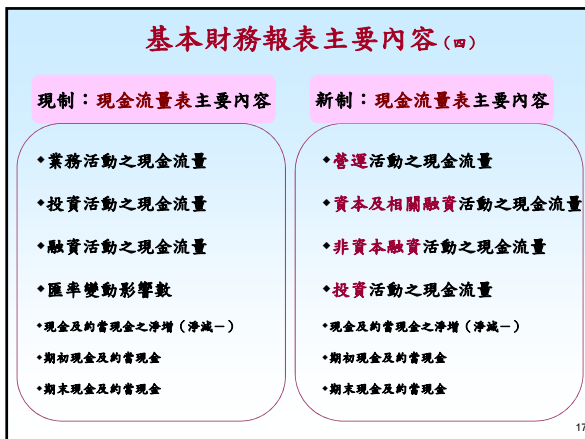 基本財務報表主要內容(四)
現制：現金流量表主要內容
◆業務活動之現金流量
◆投資活動之現金流量
◆融資活動之現金流量
◆匯率變動影響數
◆現金及約當現金之淨增（淨減－）
◆期初現金及約當現金
◆期末現金及約當現金
新制：現金流量表主要內容
◆營運活動之現金流量
◆資本及相關融資活動之現金流量
◆非資本融資活動之現金流量
◆投資活動之現金流量
◆現金及約當現金之淨增（淨減－）
◆期初現金及約當現金
◆期末現金及約當現金
17